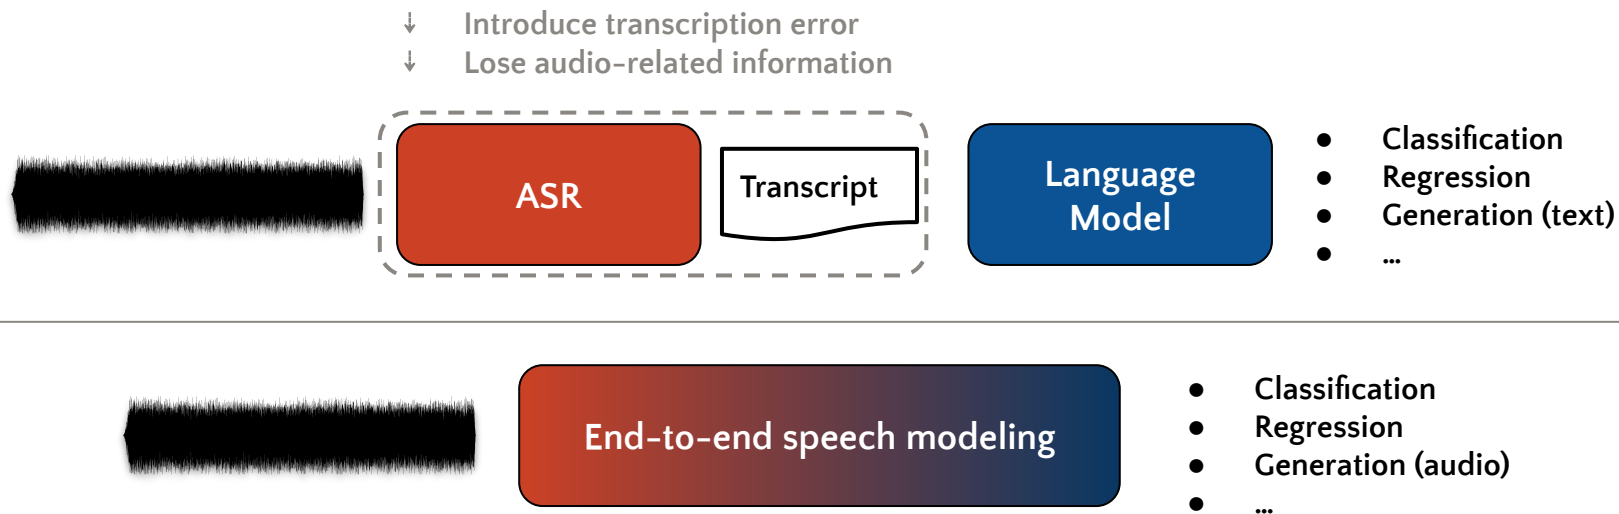 ⇣ Introduce transcription error
⇣ Lose audio-related information
ASR
Transcript
Language
Model
● Classification
● Regression
● Generation (text)
● ...
End-to-end speech modeling
● Classification
● Regression
● Generation (audio)
● ...